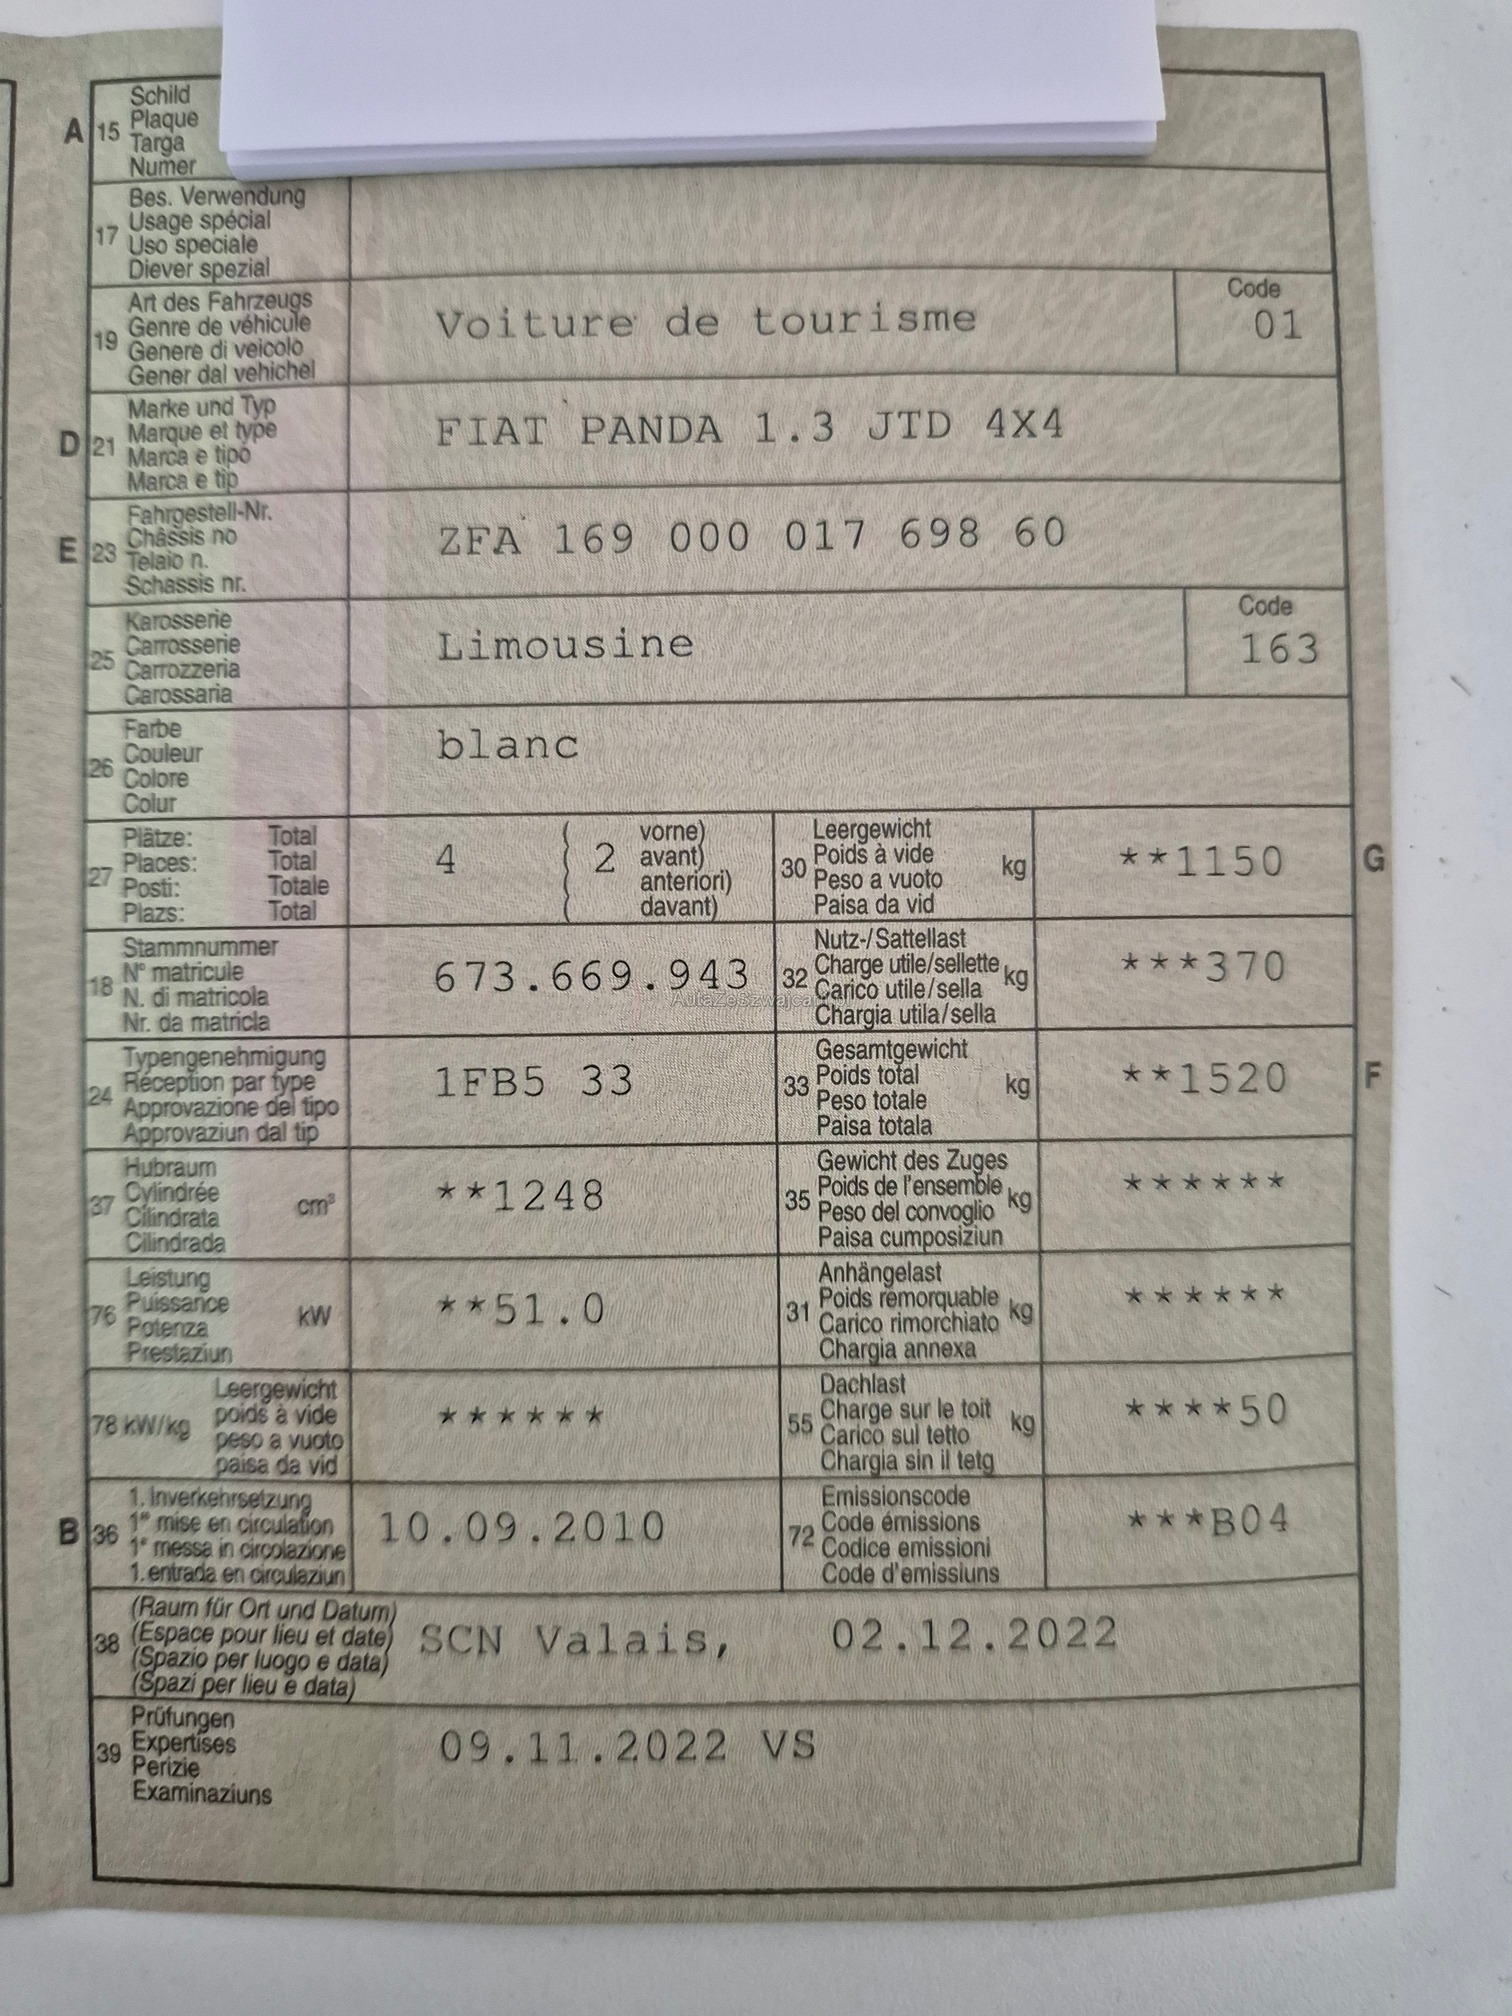 A 15 Schild
Plaque
Targa
Numer
17 Bes. Verwendung
Usage spécial
Uso speciale
Diever spezial
19 Art des Fahrzeugs
Genre de véhicule
Genere di veicolo
Gener dal vehichel
Voiture de tourisme
Code
01
D 21 Marke und Typ
Marque et type
Marca e tipo
Marca e tip
FIAT PANDA 1.3 JTD 4X4
E 23 Fahrgestell-Nr.
Châssis no
Telaio n.
Schassis nr.
ZFA 169 000 017 698 60
25 Karosserie
Carrosserie
Carrozzeria
Carossaria
Limousine
Code
163
26 Farbe
Couleur
Colore
Colur
blanc
27 Plätze: Total
Places: Total
Posti: Totale
Plazs: Total
4 ( 2 vorne)
avant)
anteriori)
davant)
30 Leergewicht
Poids à vide
Peso a vuoto
Paisa da vid
kg
**1150 G
18 Stammnummer
N° matricule
N. di matricola
Nr. da matricla
673.669.943
32 Nutz-/Sattellast
Charge utile/sellette
Carico utile/sella
Chargia utila/sella
kg
***370
24 Typengenehmigung
Réception par type
Approvazione del tipo
Approvaziun dal tip
1FB5 33
33 Gesamtgewicht
Poids total
Peso totale
Paisa totala
kg
**1520 F
37 Hubraum
Cylindrée
Cilindrata
Cilindrada
cm³
**1248
35 Gewicht des Zuges
Poids de l'ensemble
Peso del convoglio
Paisa cumposiziun
kg
******
76 Leistung
Puissance
Potenza
Prestaziun
kW
**51.0
31 Anhängelast
Poids remorquable
Carico rimorchiato
Chargia annexa
kg
******
78 kW/kg Leergewicht
poids à vide
peso a vuoto
paisa da vid
******
55 Dachlast
Charge sur le toit
Carico sul tetto
Chargia sin il tetg
kg
****50
B 36 1. Inverkehrsetzung
1re mise en circulation
1a messa in circolazione
1. entrada en circulaziun
10.09.2010
72 Emissionscode
Code émissions
Codice emissioni
Code d'emissiuns
***B04
38 (Raum für Ort und Datum)
(Espace pour lieu et date)
(Spazio per luogo e data)
(Spazi per lieu e data)
SCN Valais, 02.12.2022
39 Prüfungen
Expertises
Perizie
Examinaziuns
09.11.2022 VS